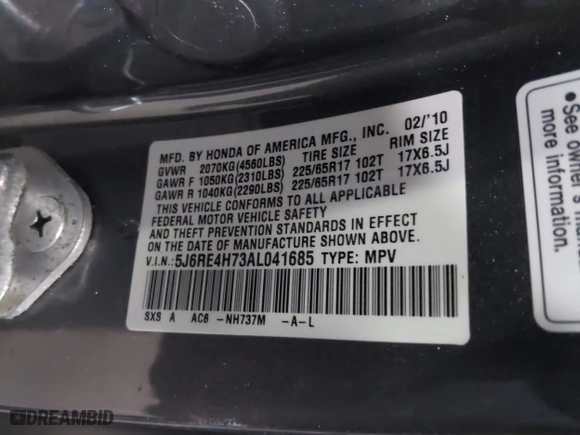 MFD. BY HONDA OF AMERICA MFG., INC. 02/'10
GVWR 2070KG(4560LBS) TIRE SIZE RIM SIZE
GAWR F 1050KG(2310LBS) 225/65R17 102T 17X6.5J
GAWR R 1040KG(2290LBS) 225/65R17 102T 17X6.5J
THIS VEHICLE CONFORMS TO ALL APPLICABLE
FEDERAL MOTOR VEHICLE SAFETY
AND THEFT PREVENTION STANDARDS IN EFFECT
ON THE DATE OF MANUFACTURE SHOWN ABOVE.
V.I.N.:5J6RE4H73AL041685 TYPE: MPV
SXS A AC6 -NH737M -A-L
• See owner's
more information.
DREAMBID